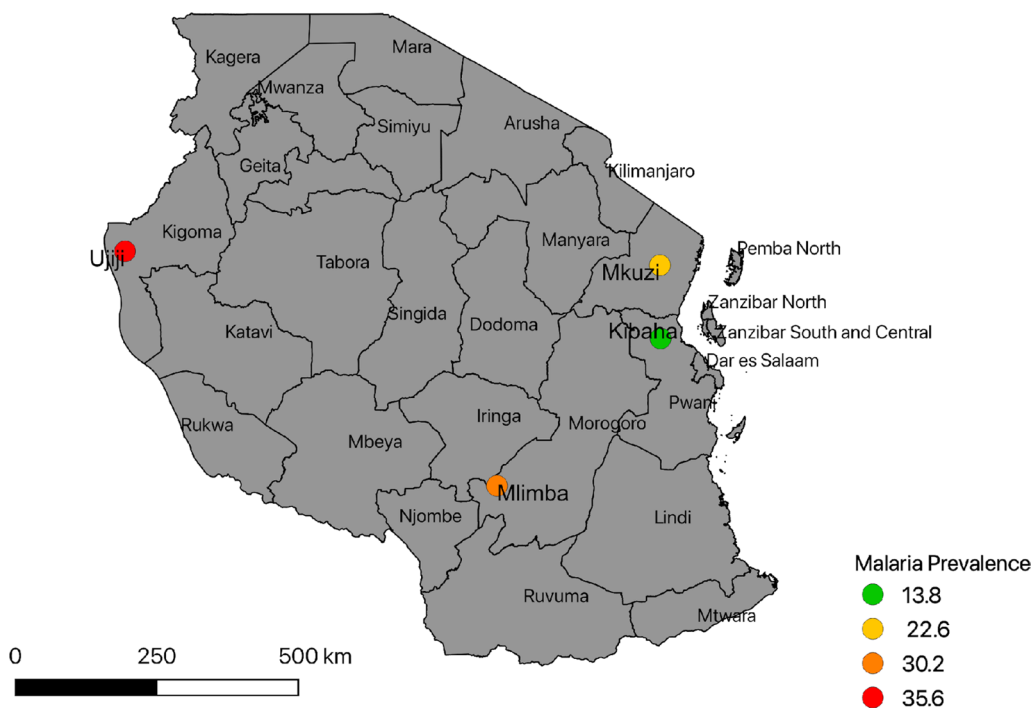 Mara
Kagera
Mwanza
Arusha
Simiyu
Geita
Kilimanjaro
Kigoma
Manyara
Pemba North
Ujiji
Tabora
Mkuzi
Zanzibar North
Singida
Dodoma
Kibaha
Zanzibar South and Central
Katavi
Dar es Salaam
Pwani
Iringa
Rukwa
Morogoro
Mbeya
Mlimba
Njombe
Lindi
Malaria Prevalence
13.8
Ruvuma
Mtwara
22.6
0 250 500 km
30.2
35.6